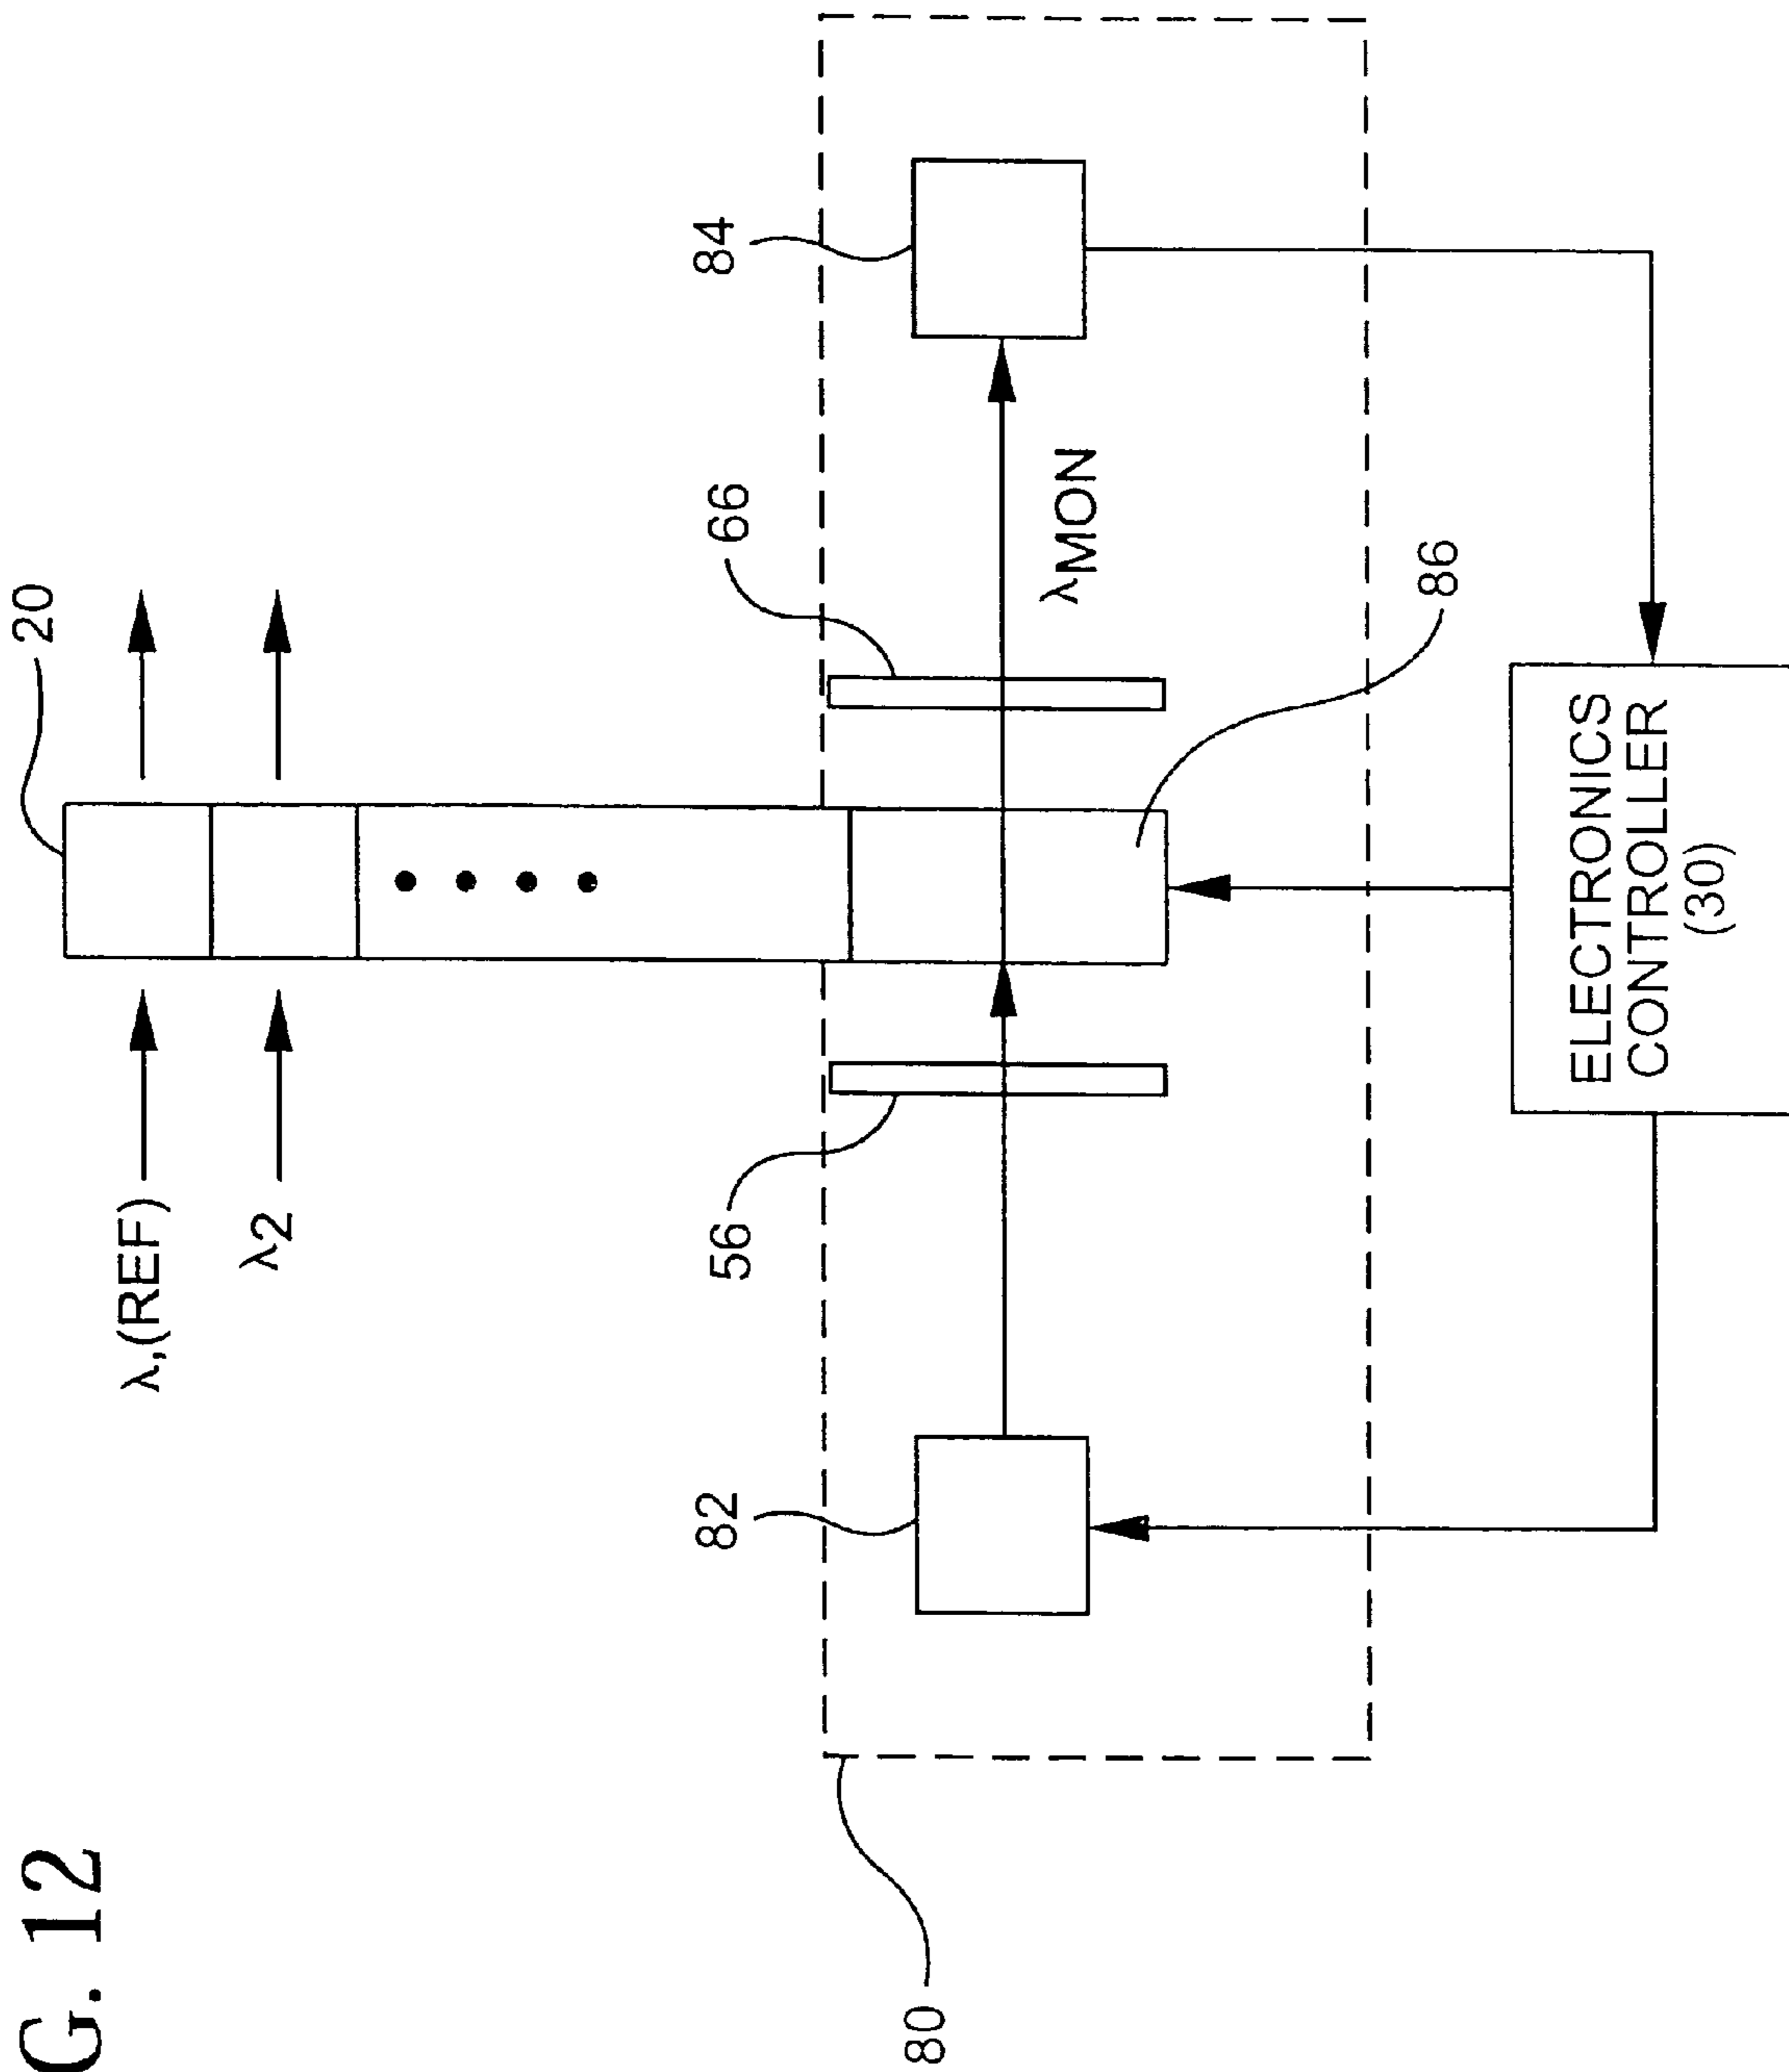 G. 12
20
λ,(REF)
λ2
84
66
82
56
λMON
86
80
ELECTRONICS
CONTROLLER
(30)